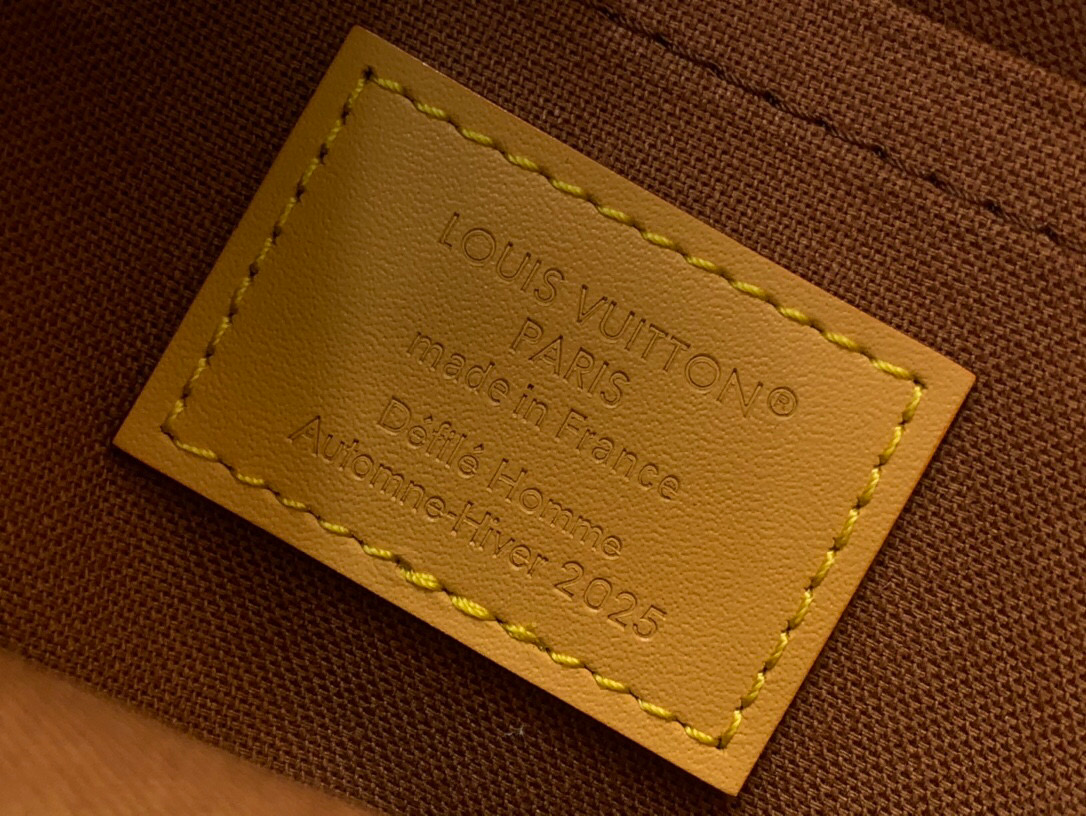 LOUIS VUITTON®
PARIS
made in France
Défilé Homme
Automne-Hiver 2025